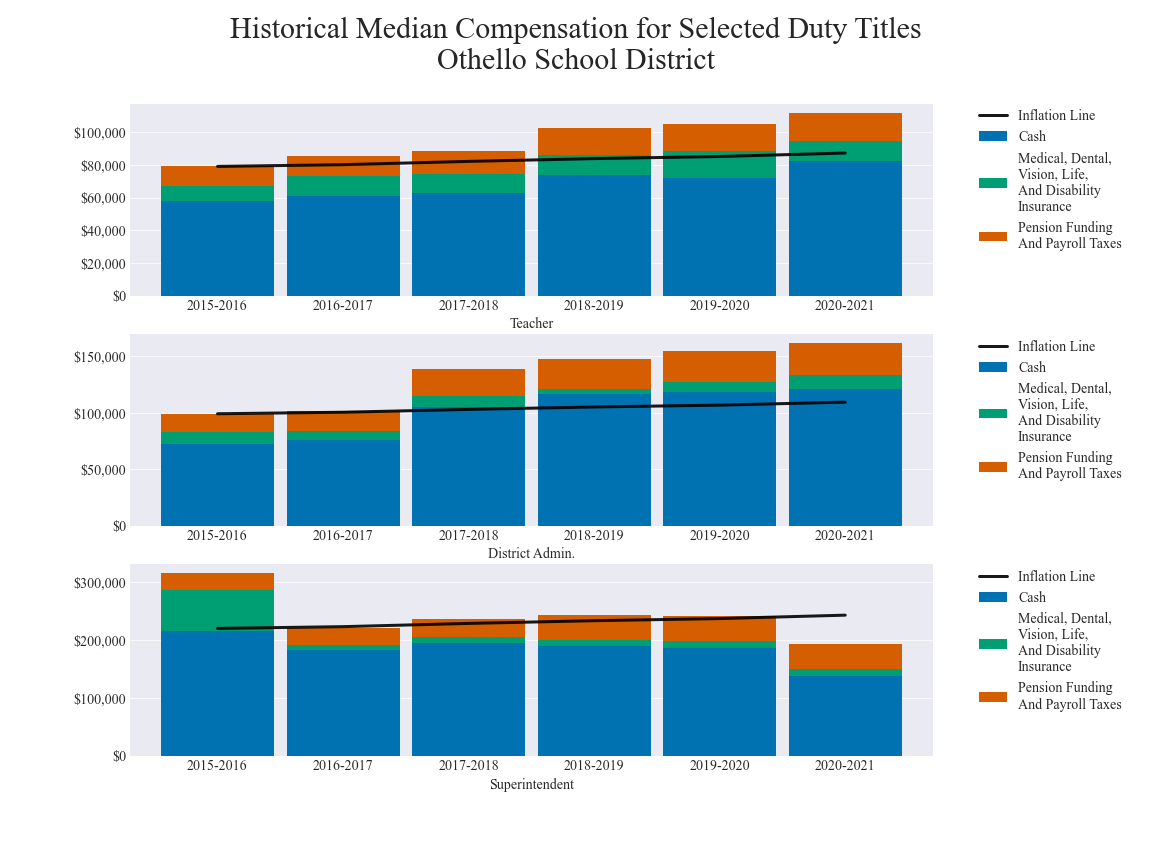 Historical Median Compensation for Selected Duty Titles
Othello School District
$100,000
$80,000
$60,000
$40,000
$20,000
$0
2015-2016 2016-2017 2017-2018 2018-2019 2019-2020 2020-2021
Teacher
Inflation Line
Cash
Medical, Dental,
Vision, Life,
And Disability
Insurance
Pension Funding
And Payroll Taxes
$150,000
$100,000
$50,000
$0
2015-2016 2016-2017 2017-2018 2018-2019 2019-2020 2020-2021
District Admin.
Inflation Line
Cash
Medical, Dental,
Vision, Life,
And Disability
Insurance
Pension Funding
And Payroll Taxes
$300,000
$200,000
$100,000
$0
2015-2016 2016-2017 2017-2018 2018-2019 2019-2020 2020-2021
Superintendent
Inflation Line
Cash
Medical, Dental,
Vision, Life,
And Disability
Insurance
Pension Funding
And Payroll Taxes